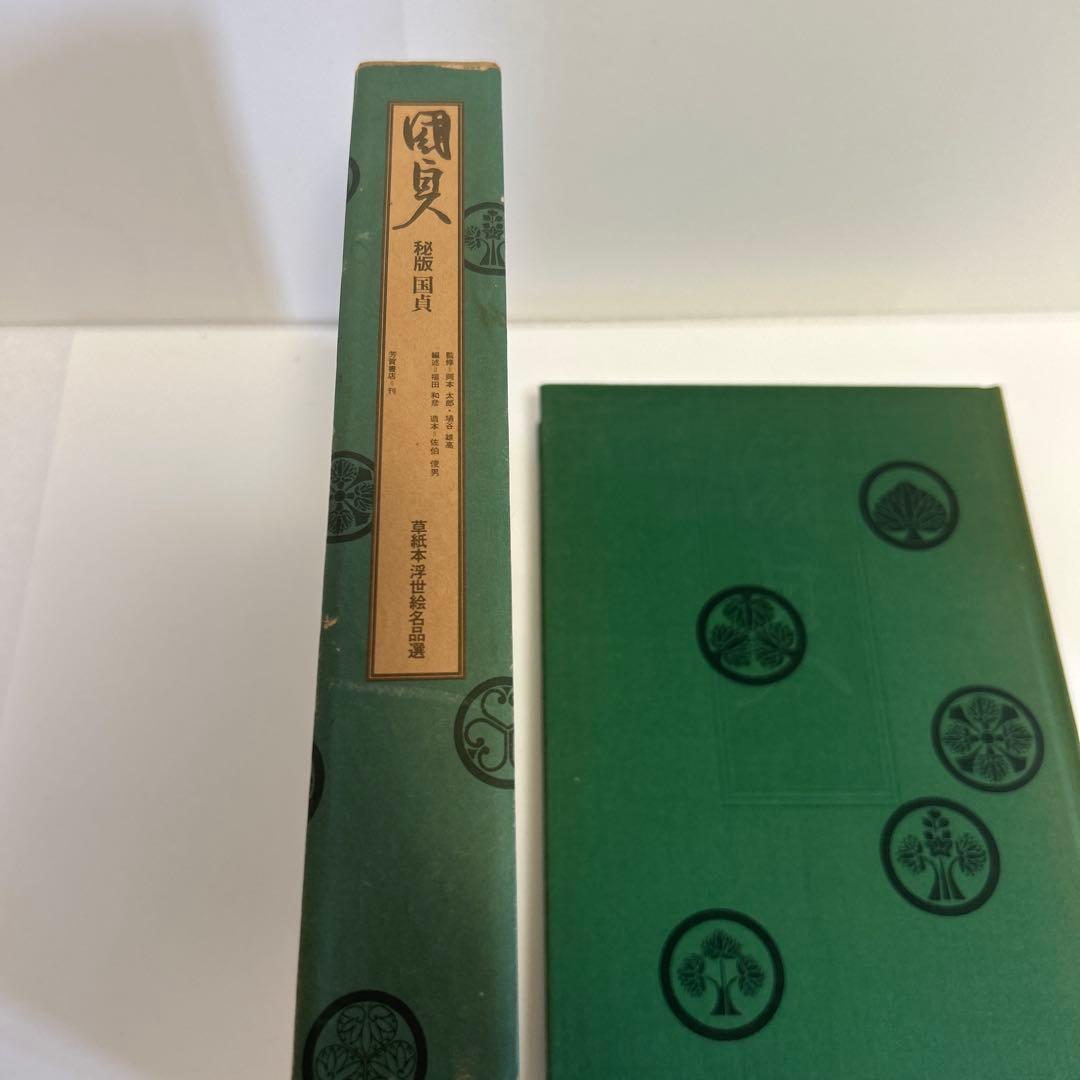 國貞
秘版 国貞
監修=岡本 太郎・埴谷 雄高
編述=福田 和彦 造本=佐伯 俊男
芳賀書店=刊
草紙本浮世絵名品選